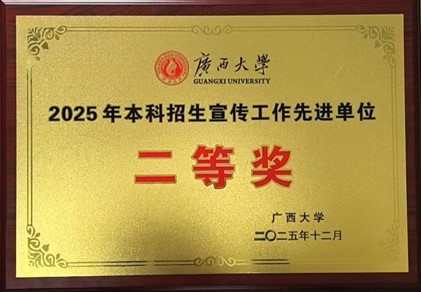 廣西大學
GUANGXI UNIVERSITY
2025年本科招生宣传工作先进单位
二等奖
广西大学
二〇二五年十二月